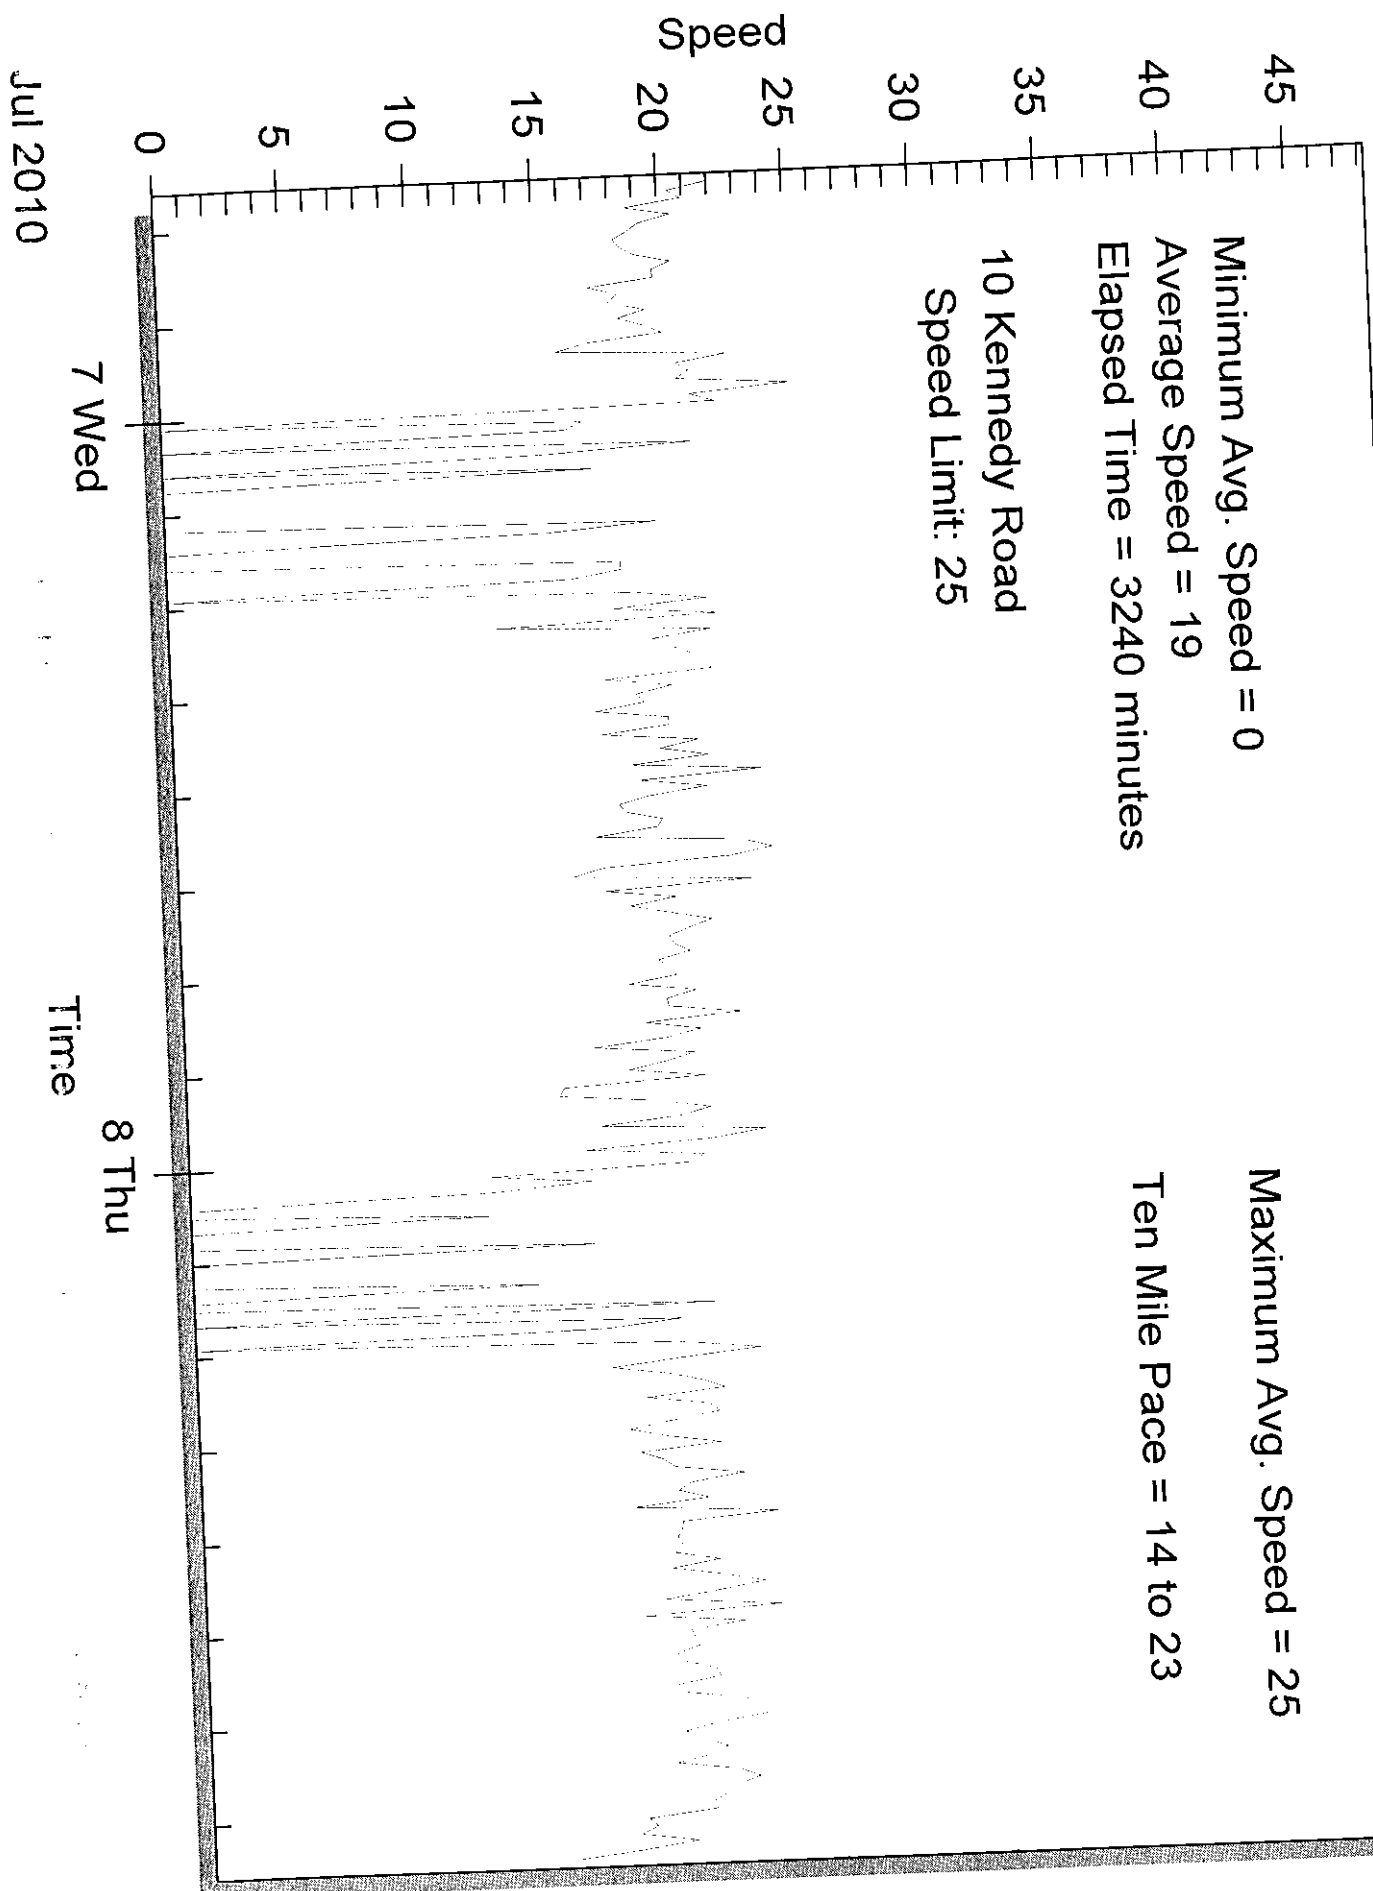 Minimum Avg. Speed = 0
Maximum Avg. Speed = 25
Average Speed = 19
Elapsed Time = 3240 minutes
Ten Mile Pace = 14 to 23
10 Kennedy Road
Speed Limit: 25
Speed
45
40
35
30
25
20
15
10
5
0
7 Wed
8 Thu
Jul 2010
Time